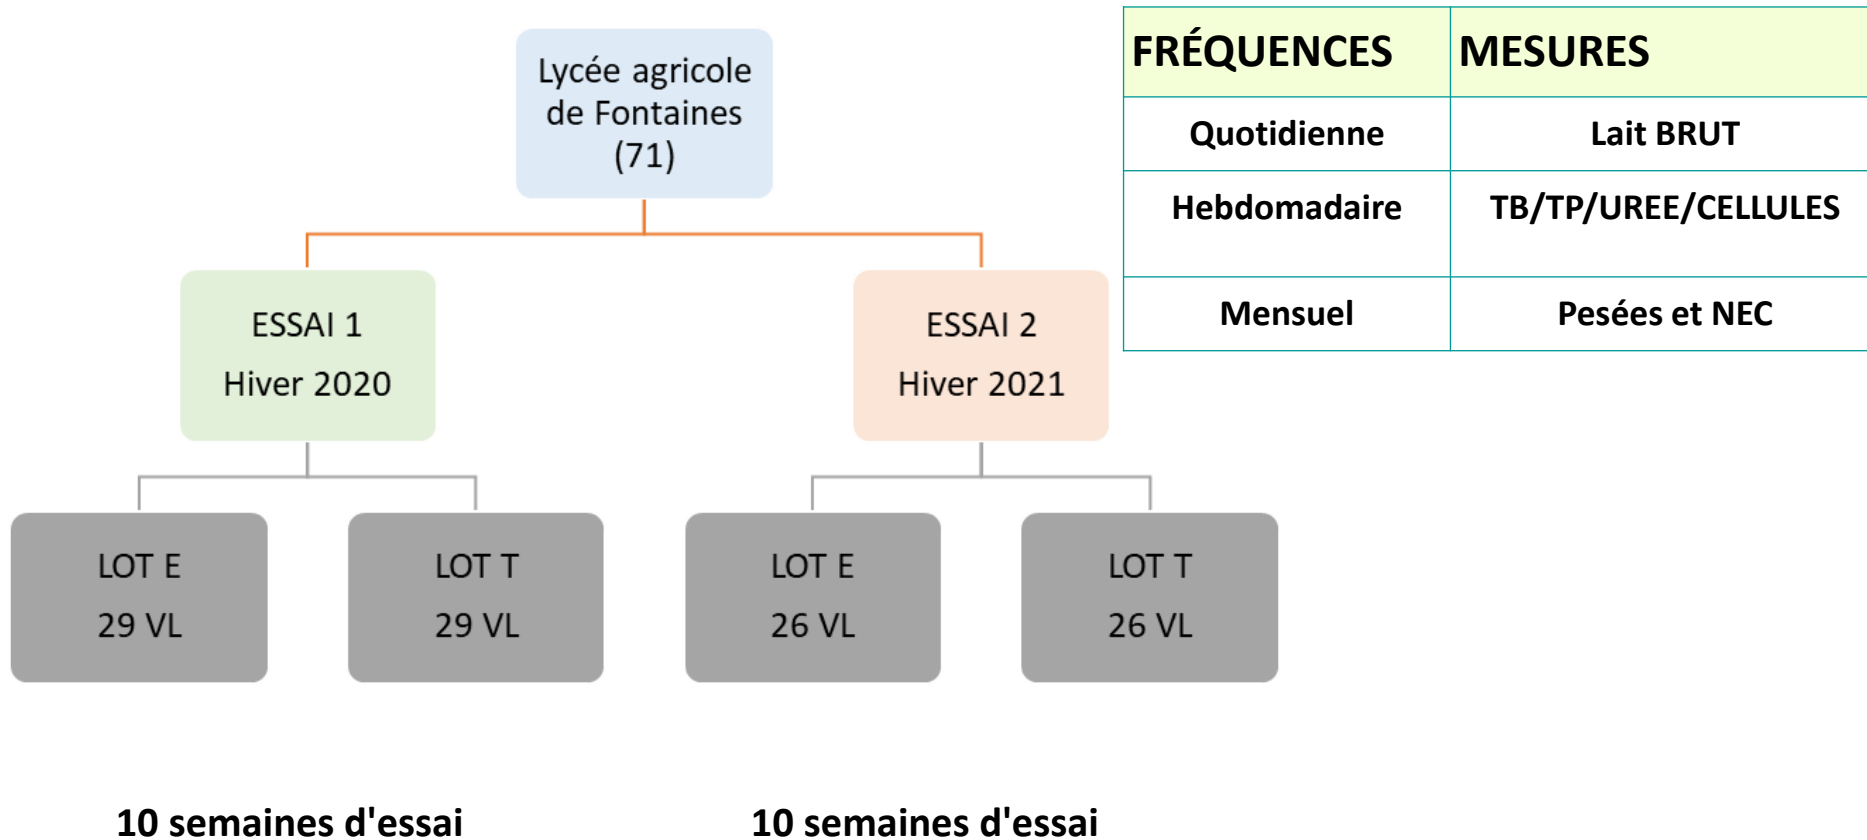 Lycée agricole
de Fontaines
(71)
FRÉQUENCES MESURES
Quotidienne Lait BRUT
Hebdomadaire TB/TP/UREE/CELLULES
Mensuel Pesées et NEC
ESSAI 1
Hiver 2020
ESSAI 2
Hiver 2021
LOT E
29 VL
LOT T
29 VL
LOT E
26 VL
LOT T
26 VL
10 semaines d'essai
10 semaines d'essai